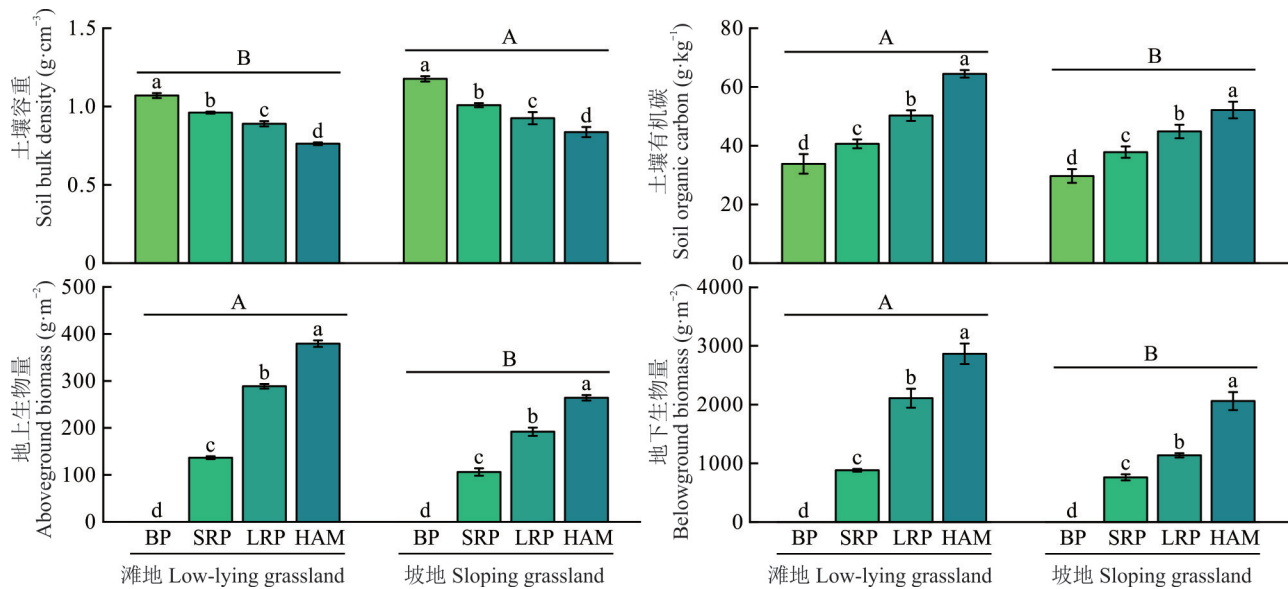 土壤容重
Soil bulk density (g·cm⁻³)
1.5
1.0
0.5
0
B
a
b
c
d
A
a
b
c
d
土壤有机碳
Soil organic carbon (g·kg⁻¹)
80
60
40
20
0
A
d
c
b
a
B
d
c
b
a
地上生物量
Aboveground biomass (g·m⁻²)
500
400
300
200
100
0
A
d
c
b
a
B
d
c
b
a
BP SRP LRP HAM
BP SRP LRP HAM
滩地 Low-lying grassland
坡地 Sloping grassland
地下生物量
Belowground biomass (g·m⁻²)
4000
3000
2000
1000
0
A
d
c
b
a
B
d
c
b
a
BP SRP LRP HAM
BP SRP LRP HAM
滩地 Low-lying grassland
坡地 Sloping grassland